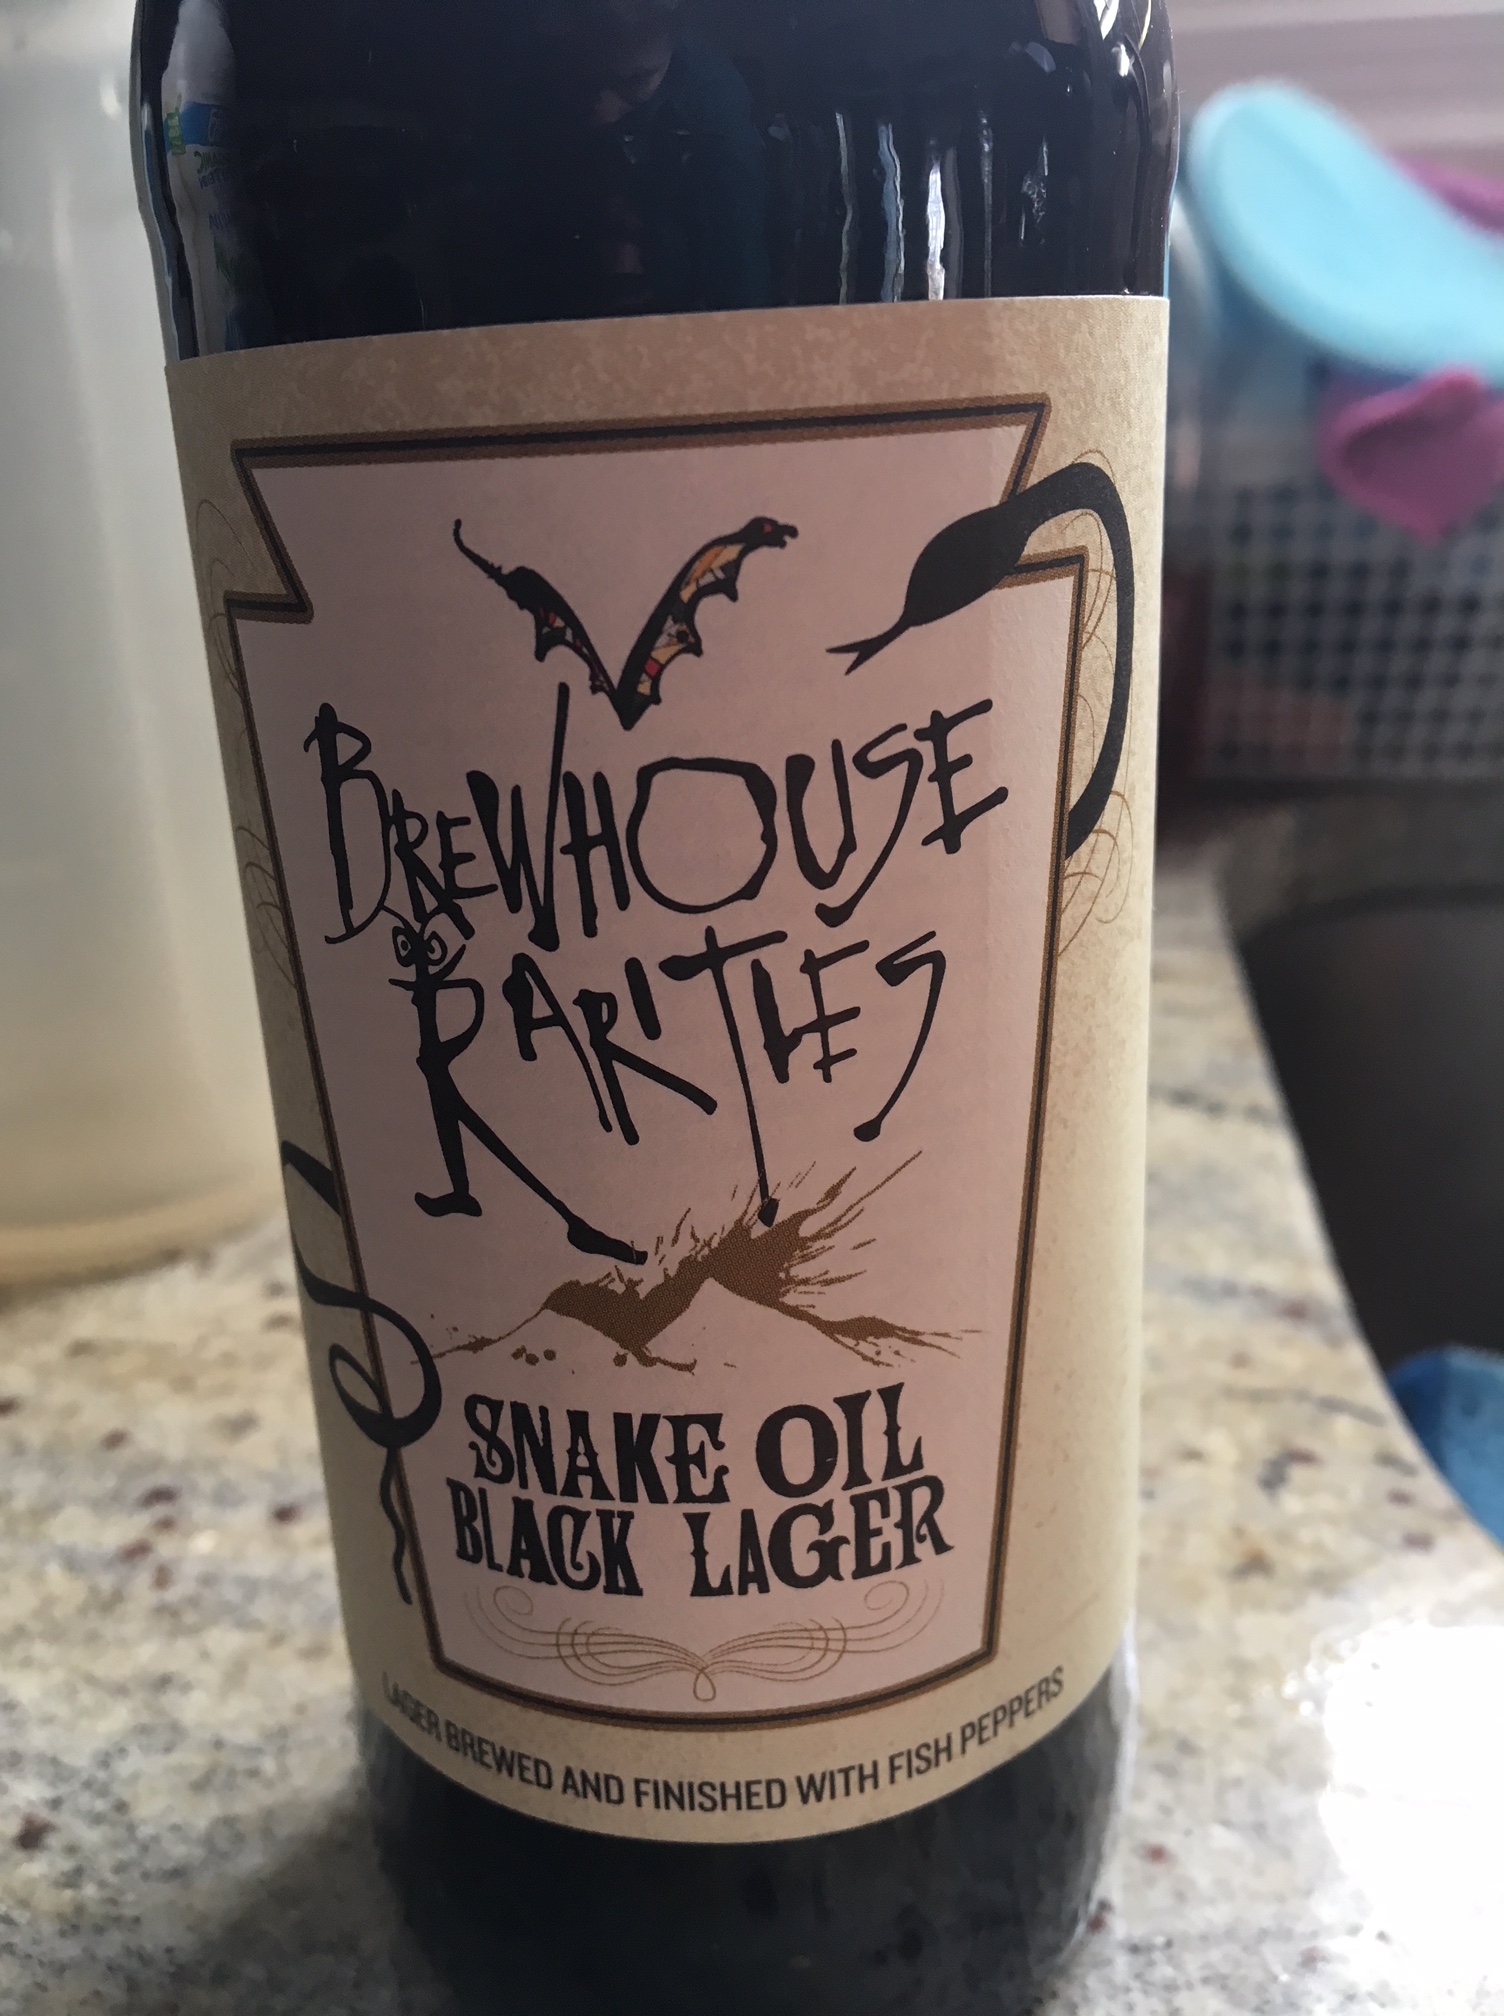 BREWHOUSE
RARITIES
SNAKE OIL
BLACK LAGER
LAGER BREWED AND FINISHED WITH FISH PEPPERS